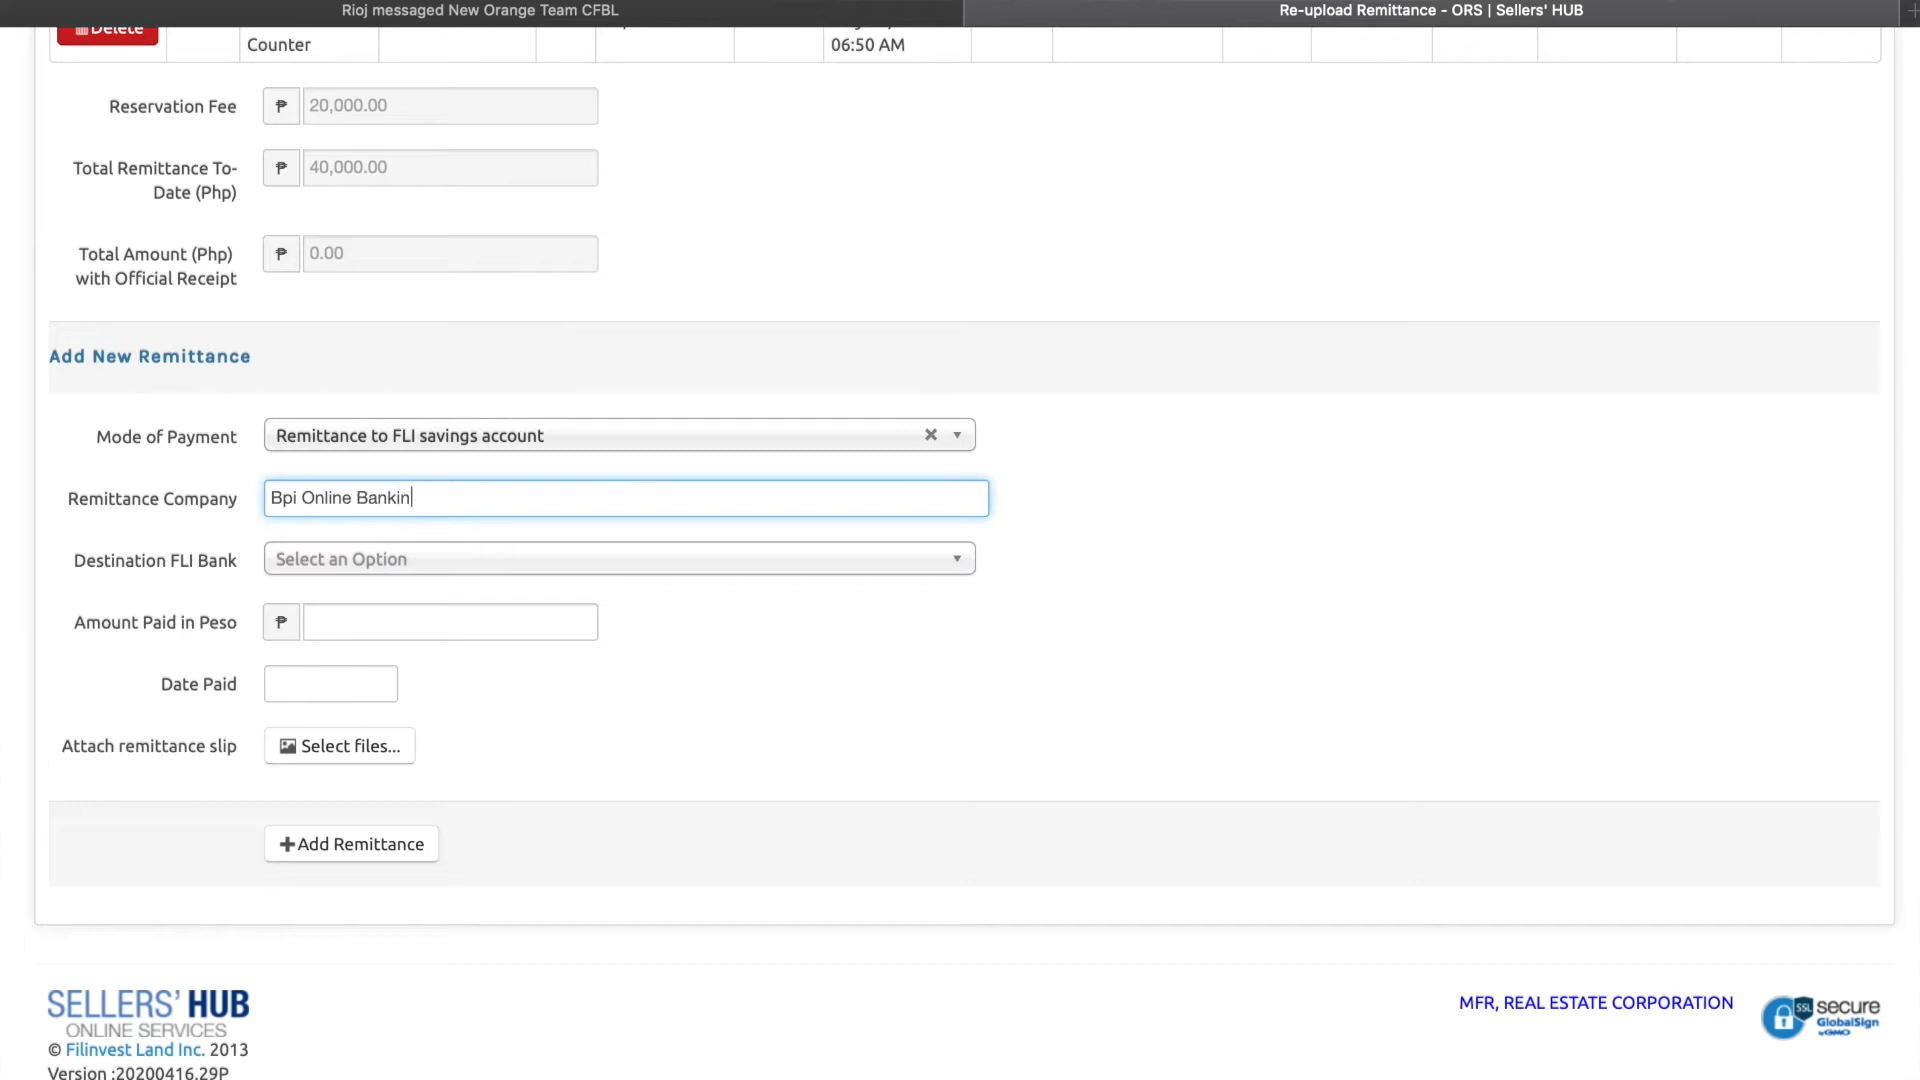 Rioj messaged New Orange Team CFBL
Re-upload Remittance - ORS | Sellers' HUB
Delete
Counter
06:50 AM
Reservation Fee
₱
20,000.00
Total Remittance To-
Date (Php)
₱
40,000.00
Total Amount (Php)
with Official Receipt
₱
0.00
Add New Remittance
Mode of Payment
Remittance to FLI savings account
Remittance Company
Bpi Online Bankin
Destination FLI Bank
Select an Option
Amount Paid in Peso
₱
Date Paid
Attach remittance slip
Select files...
Add Remittance
SELLERS' HUB
ONLINE SERVICES
© Filinvest Land Inc. 2013
Version :20200416.29P
MFR, REAL ESTATE CORPORATION
SSL
secure
GlobalSign
by GMO